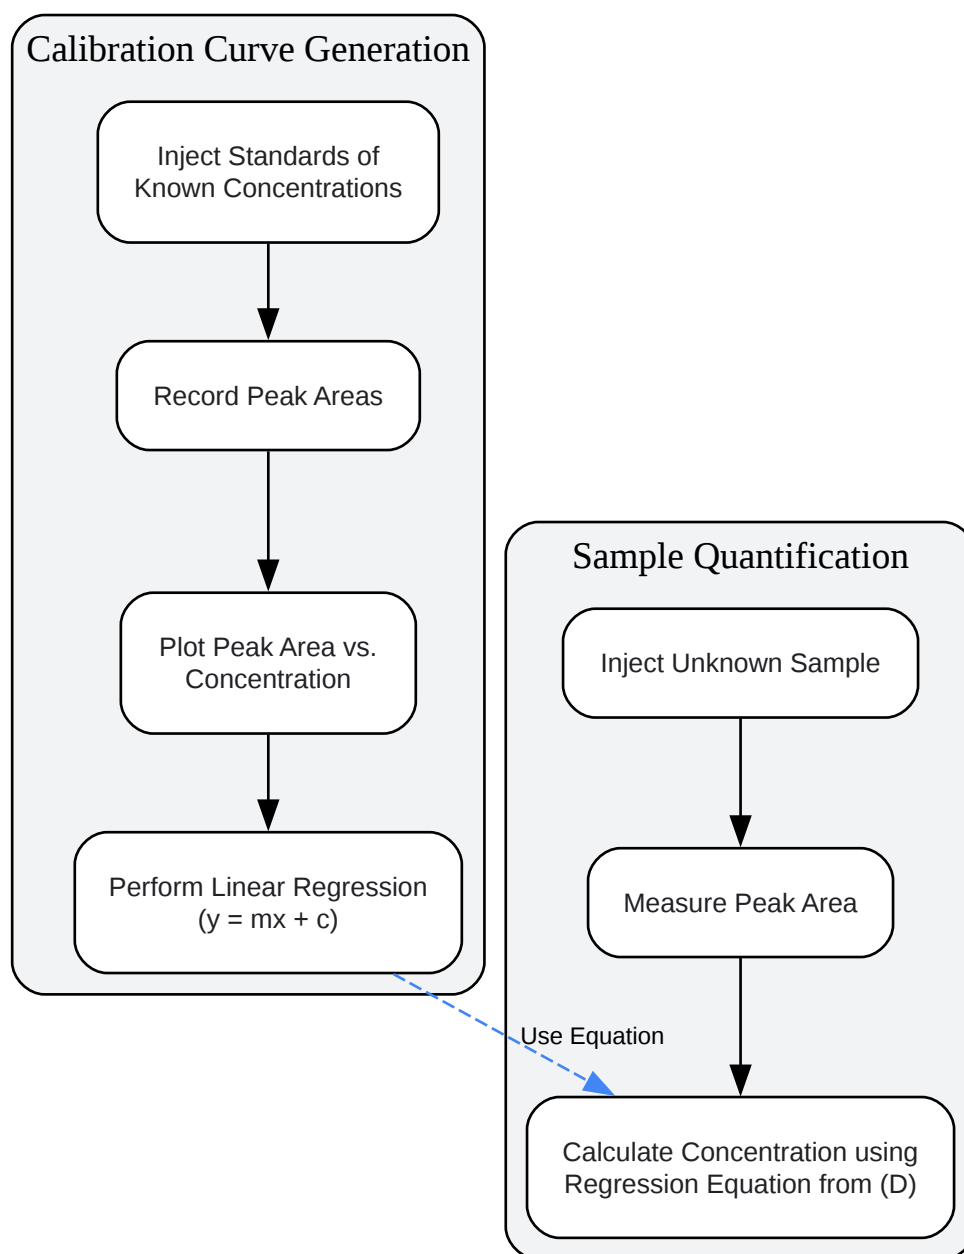 Calibration Curve Generation
Inject Standards of
Known Concentrations
Record Peak Areas
Plot Peak Area vs.
Concentration
Perform Linear Regression
(y = mx + c)
Use Equation
Sample Quantification
Inject Unknown Sample
Measure Peak Area
Calculate Concentration using
Regression Equation from (D)